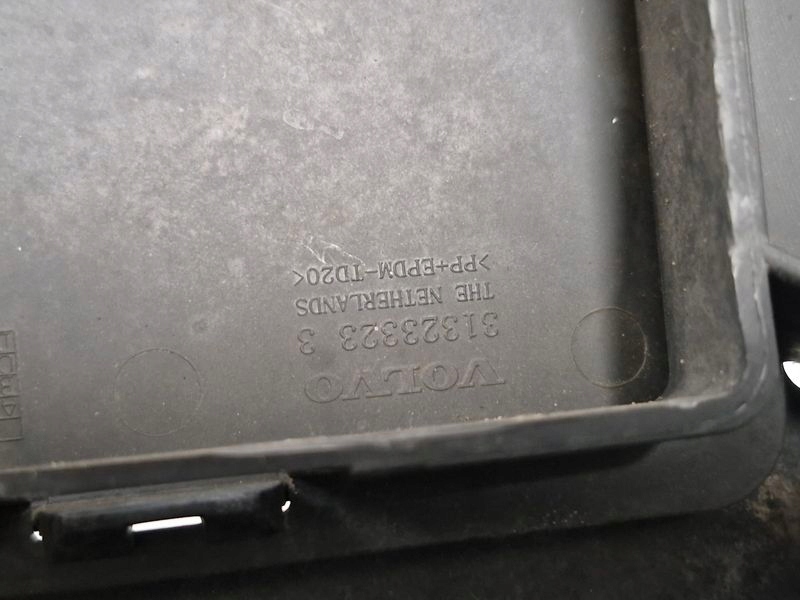 VOLVO
31323323 3
THE NETHERLANDS
>PP+EPDM-TD20<